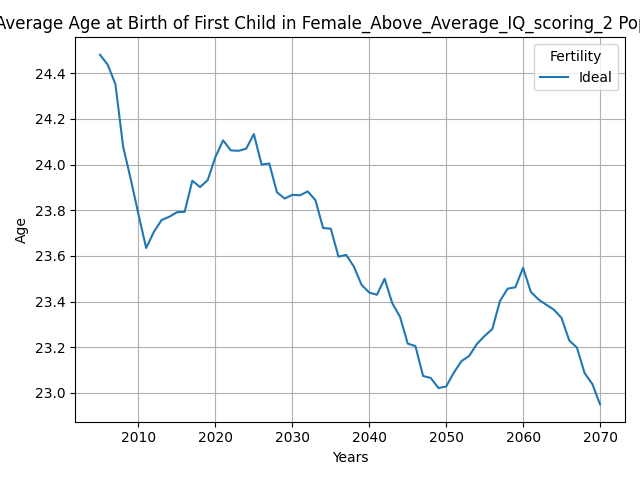 Average Age at Birth of First Child in Female_Above_Average_IQ_scoring_2
Fertility
Ideal
Age
24.4
24.2
24.0
23.8
23.6
23.4
23.2
23.0
2010 2020 2030 2040 2050 2060 2070
Years